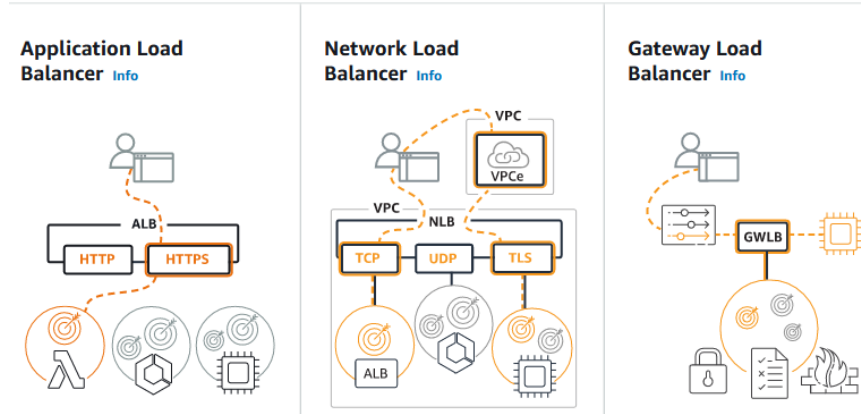 Application Load
Balancer Info
ALB
HTTP
HTTPS
Network Load
Balancer Info
VPC
VPCe
VPC
NLB
TCP
UDP
TLS
ALB
Gateway Load
Balancer Info
GWLB